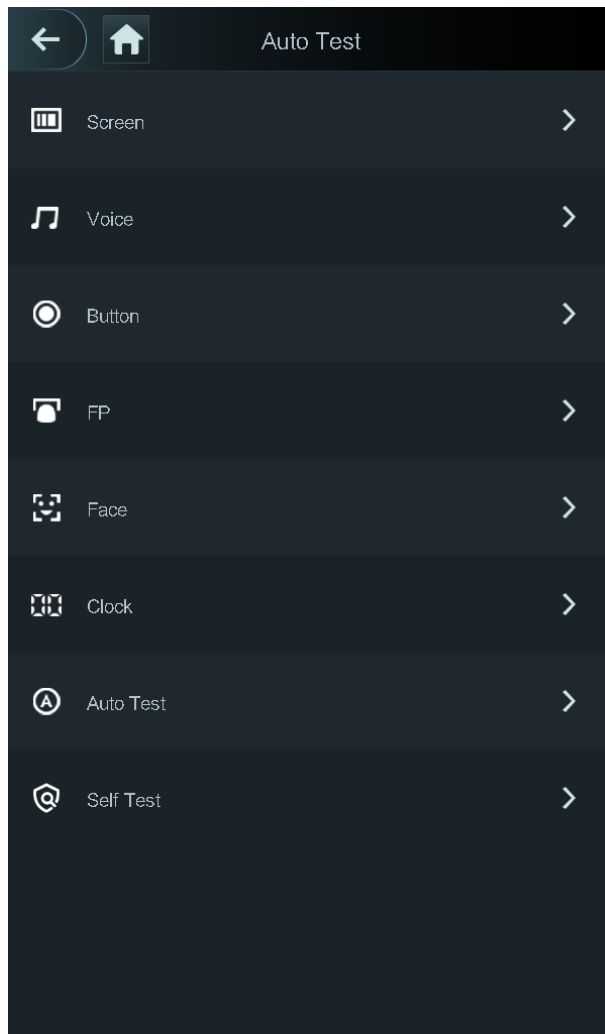 Auto Test
Screen
Voice
Button
FP
Face
Clock
Auto Test
Self Test